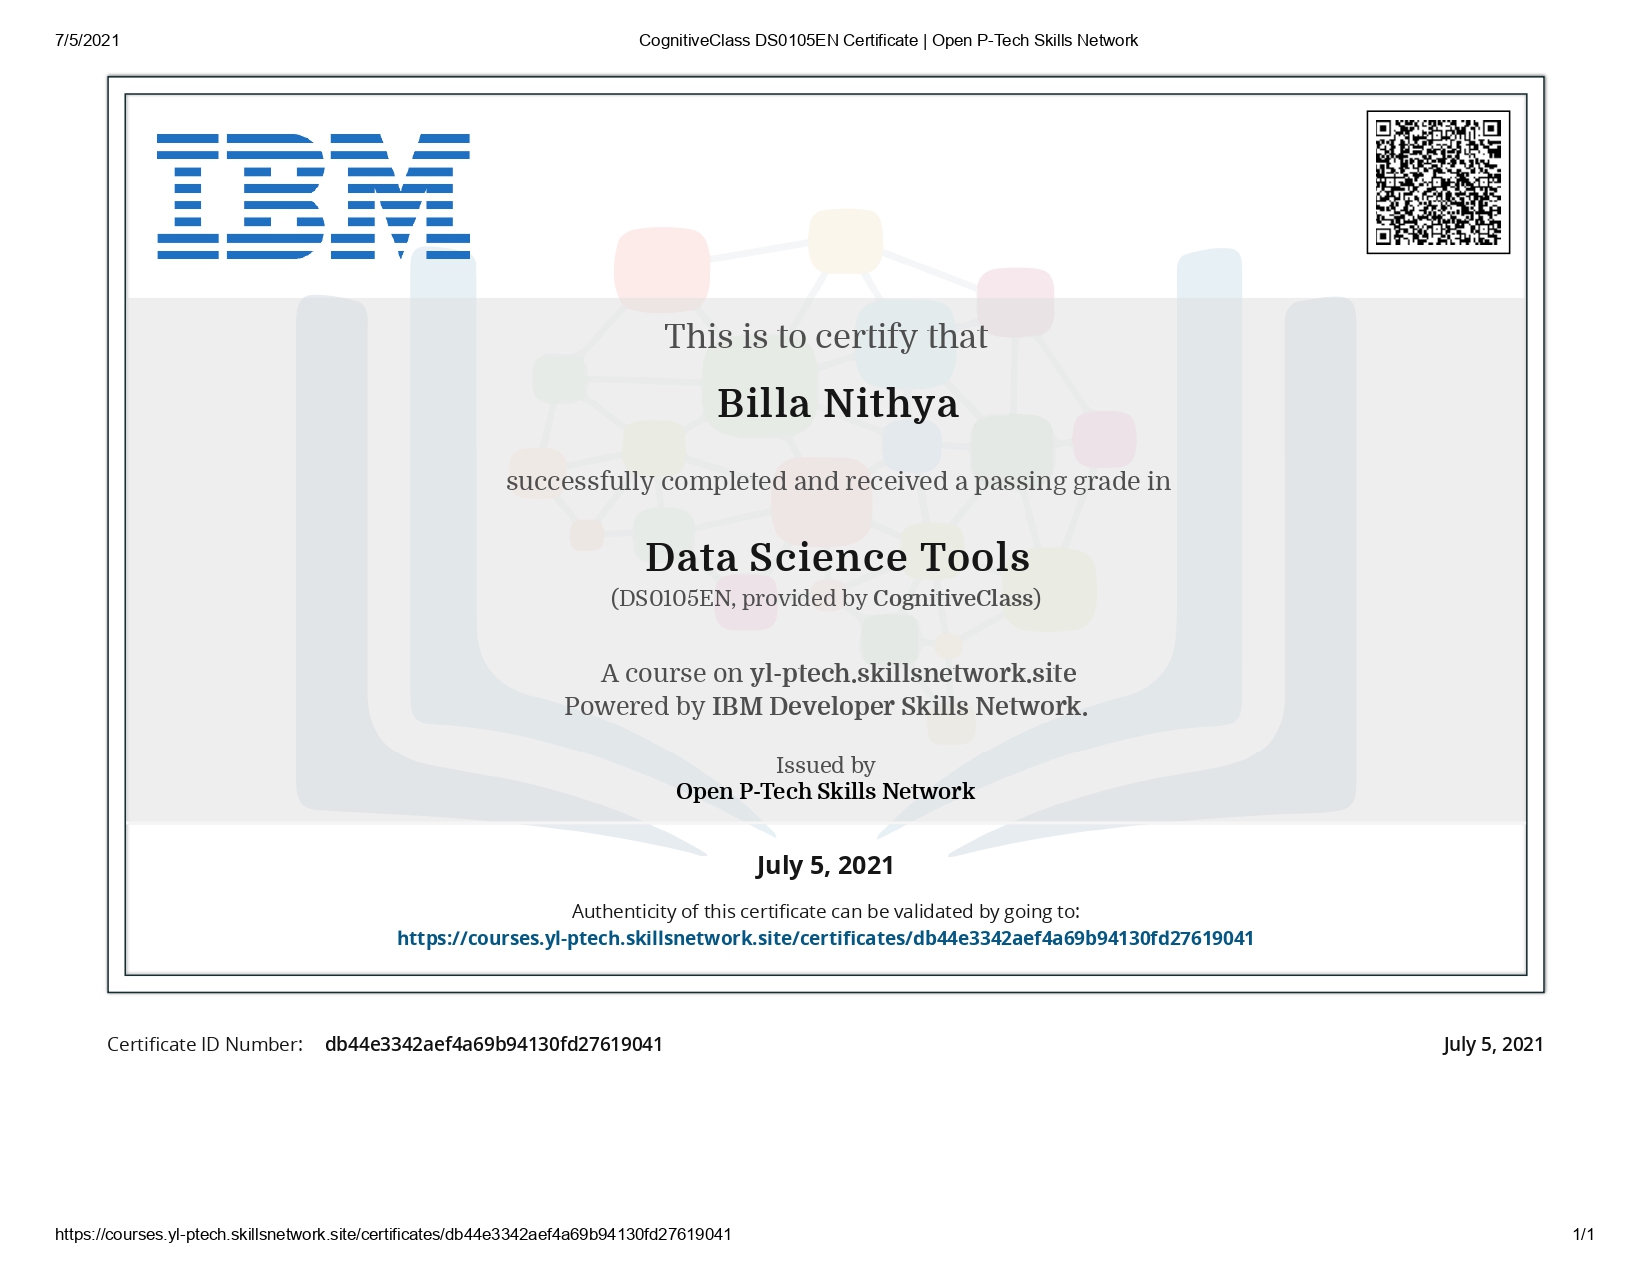 7/5/2021
CognitiveClass DS0105EN Certificate | Open P-Tech Skills Network
IBM
This is to certify that
Billa Nithya
successfully completed and received a passing grade in
Data Science Tools
(DS0105EN, provided by CognitiveClass)
A course on yl-ptech.skillsnetwork.site
Powered by IBM Developer Skills Network.
Issued by
Open P-Tech Skills Network
July 5, 2021
Authenticity of this certificate can be validated by going to:
https://courses.yl-ptech.skillsnetwork.site/certificates/db44e3342aef4a69b94130fd27619041
Certificate ID Number: db44e3342aef4a69b94130fd27619041
July 5, 2021
https://courses.yl-ptech.skillsnetwork.site/certificates/db44e3342aef4a69b94130fd27619041
1/1